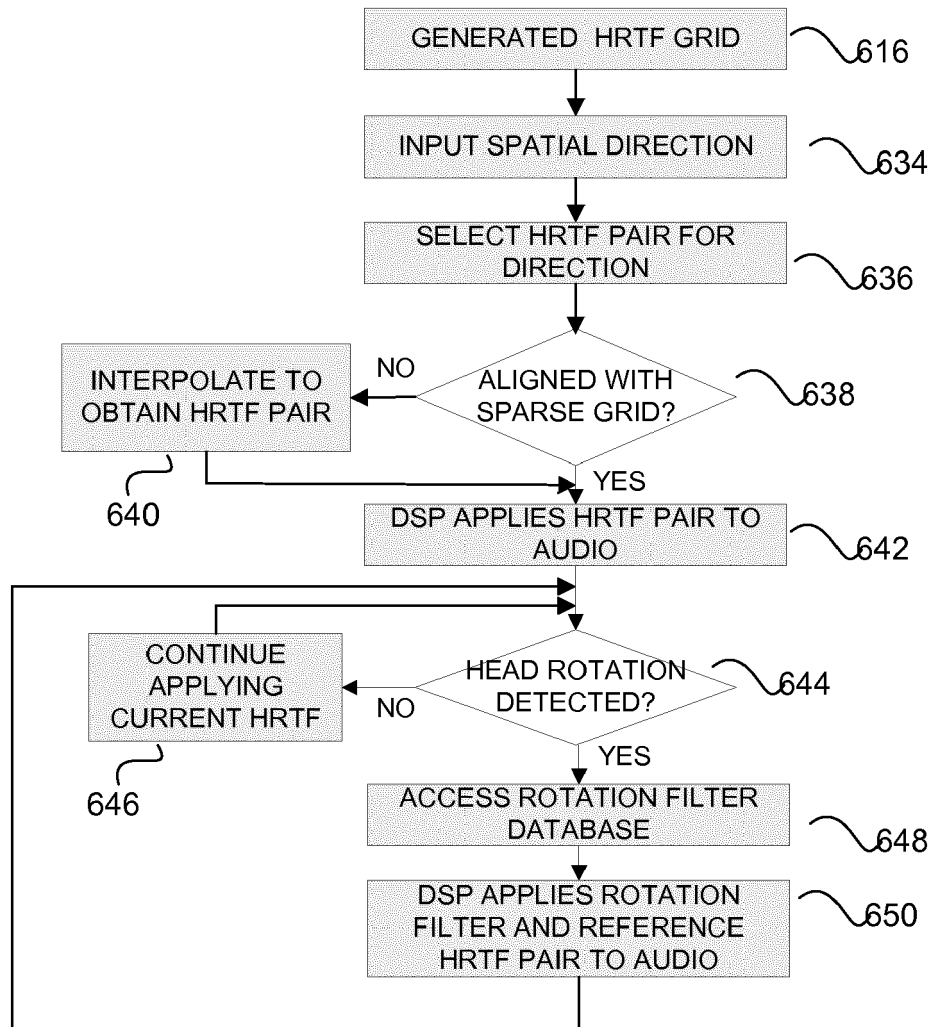 GENERATED HRTF GRID
616
INPUT SPATIAL DIRECTION
634
SELECT HRTF PAIR FOR
DIRECTION
636
ALIGNED WITH
SPARSE GRID?
638
NO
INTERPOLATE TO
OBTAIN HRTF PAIR
640
YES
DSP APPLIES HRTF PAIR TO
AUDIO
642
HEAD ROTATION
DETECTED?
644
NO
CONTINUE
APPLYING
CURRENT HRTF
646
YES
ACCESS ROTATION FILTER
DATABASE
648
DSP APPLIES ROTATION
FILTER AND REFERENCE
HRTF PAIR TO AUDIO
650